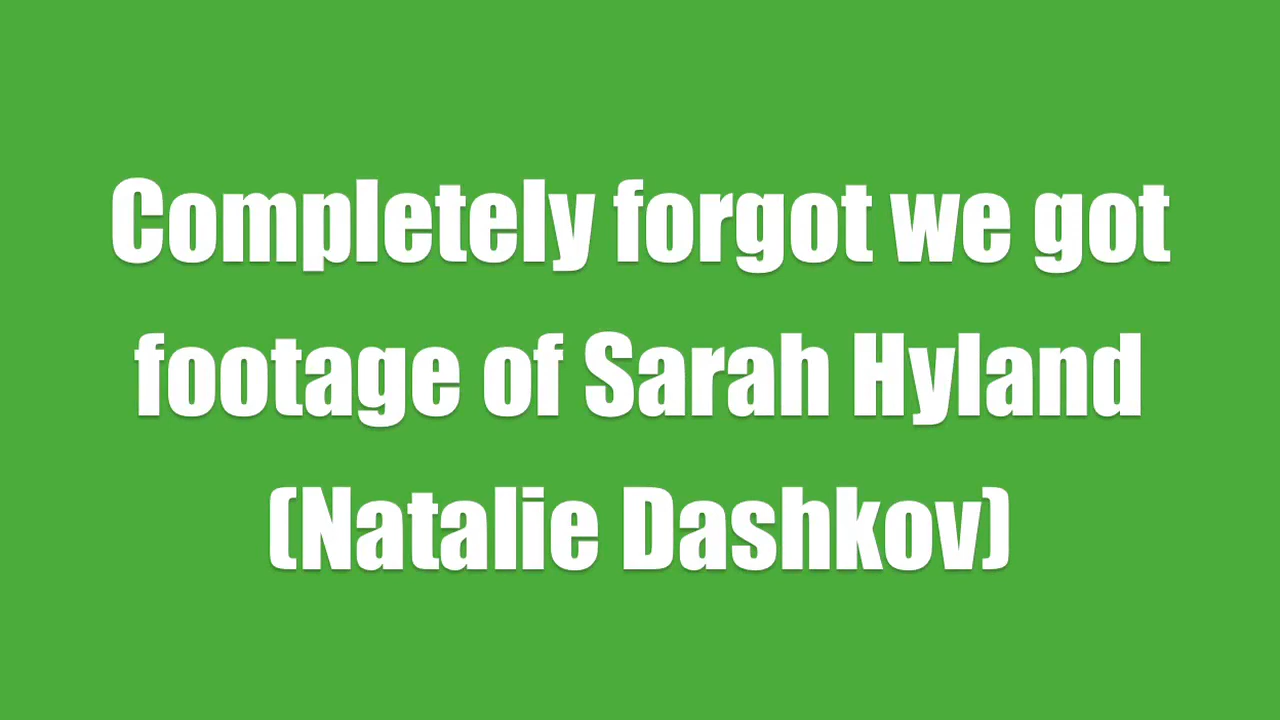 Completely forgot we got
footage of Sarah Hyland
(Natalie Dashkov)